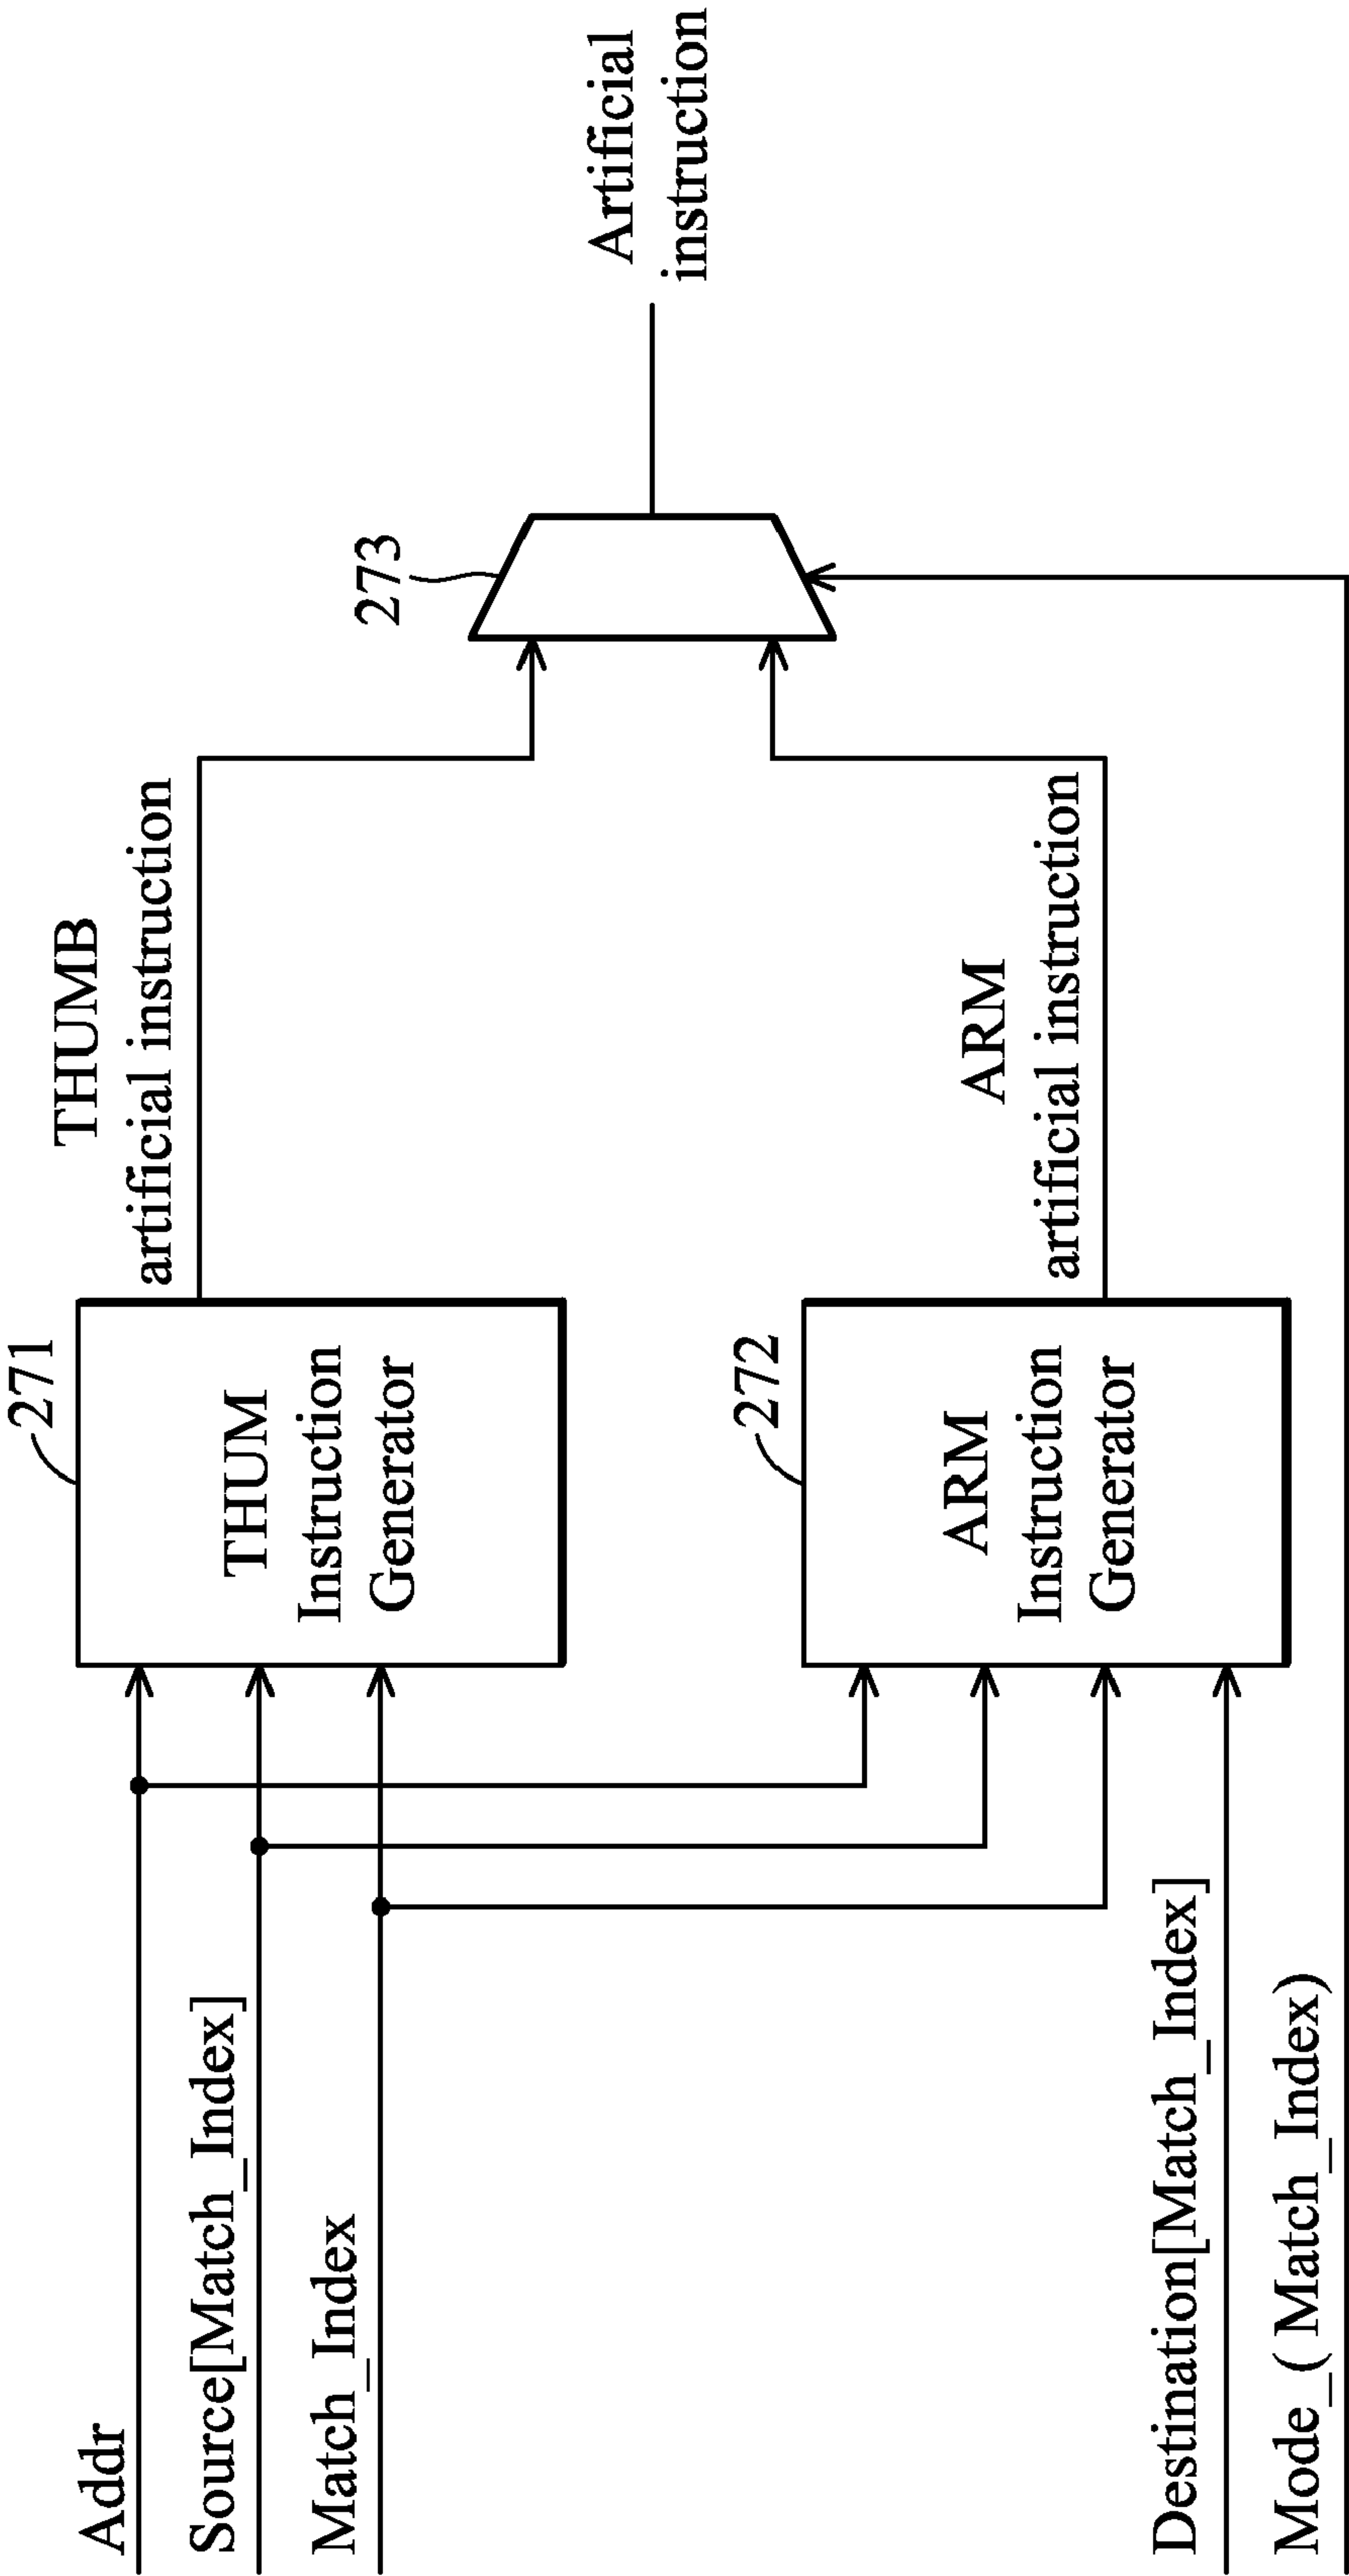 Addr
Source[Match_Index]
Match_Index
Destination[Match_Index]
Mode_( Match_Index)
271
THUM
Instruction
Generator
272
ARM
Instruction
Generator
THUMB
artificial instruction
ARM
artificial instruction
273
Artificial
instruction